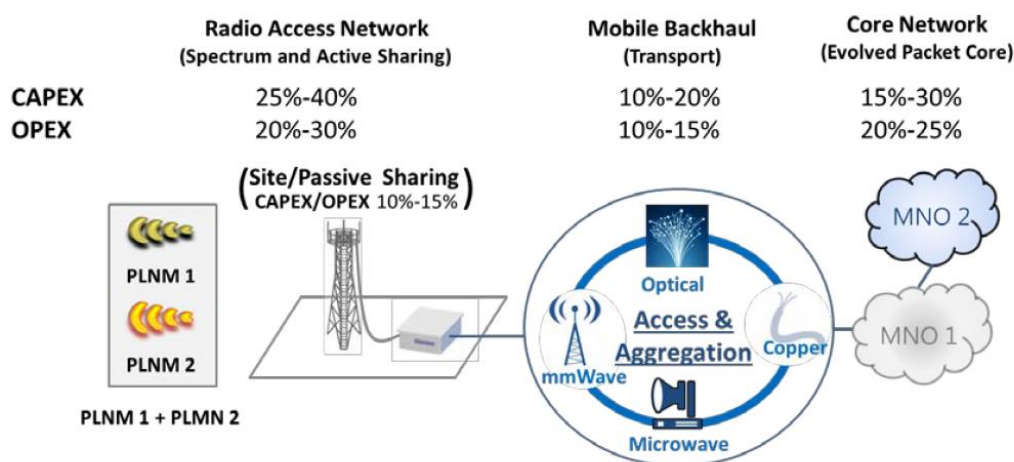 Radio Access Network
(Spectrum and Active Sharing)
Mobile Backhaul
(Transport)
Core Network
(Evolved Packet Core)
CAPEX 25%-40% 10%-20% 15%-30%
OPEX 20%-30% 10%-15% 20%-25%
(Site/Passive Sharing
CAPEX/OPEX 10%-15%)
PLNM 1
PLNM 2
PLNM 1 + PLMN 2
Optical
mmWave
Access &
Aggregation
Copper
Microwave
MNO 2
MNO 1